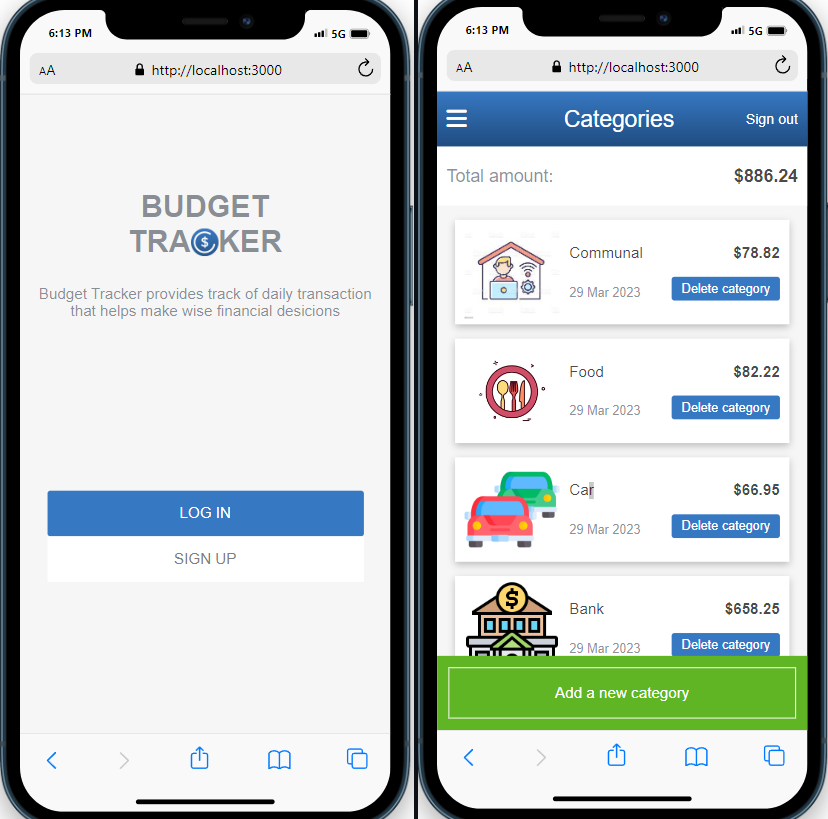 6:13 PM
5G
AA
http://localhost:3000
BUDGET
TRACKER
Budget Tracker provides track of daily transaction
that helps make wise financial desicions
LOG IN
SIGN UP
6:13 PM
5G
AA
http://localhost:3000
Categories
Sign out
Total amount:
$886.24
Communal
$78.82
29 Mar 2023
Delete category
Food
$82.22
29 Mar 2023
Delete category
Car
$66.95
29 Mar 2023
Delete category
$
Bank
$658.25
29 Mar 2023
Delete category
Add a new category